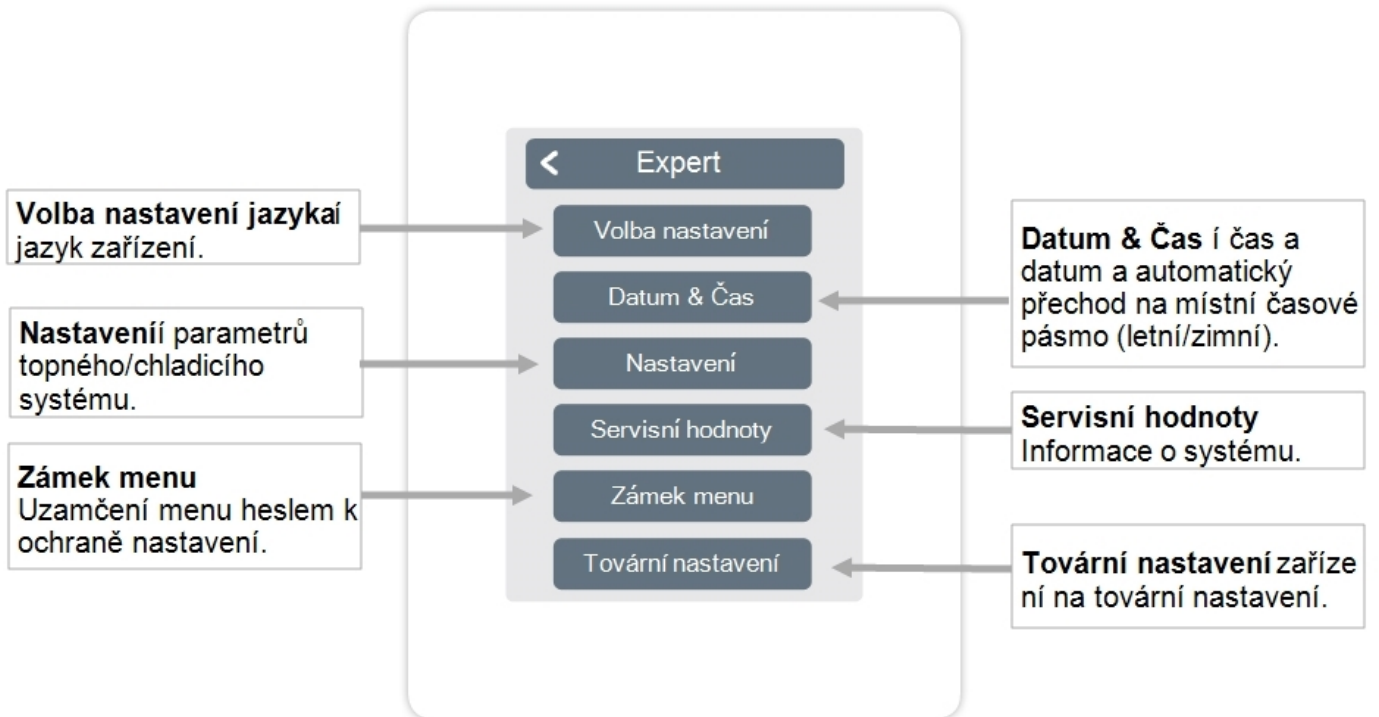 Expert
Volba nastavení
Datum & Čas
Nastavení
Servisní hodnoty
Zámek menu
Tovární nastavení
Volba nastavení jazykaí
jazyk zařízení.
Nastaveníí parametrů
topného/chladicího
systému.
Zámek menu
Uzamčení menu heslem k
ochraně nastavení.
Datum & Čas í čas a
datum a automatický
přechod na místní časové
pásmo (letní/zimní).
Servisní hodnoty
Informace o systému.
Tovární nastavení zaříze
ní na tovární nastavení.